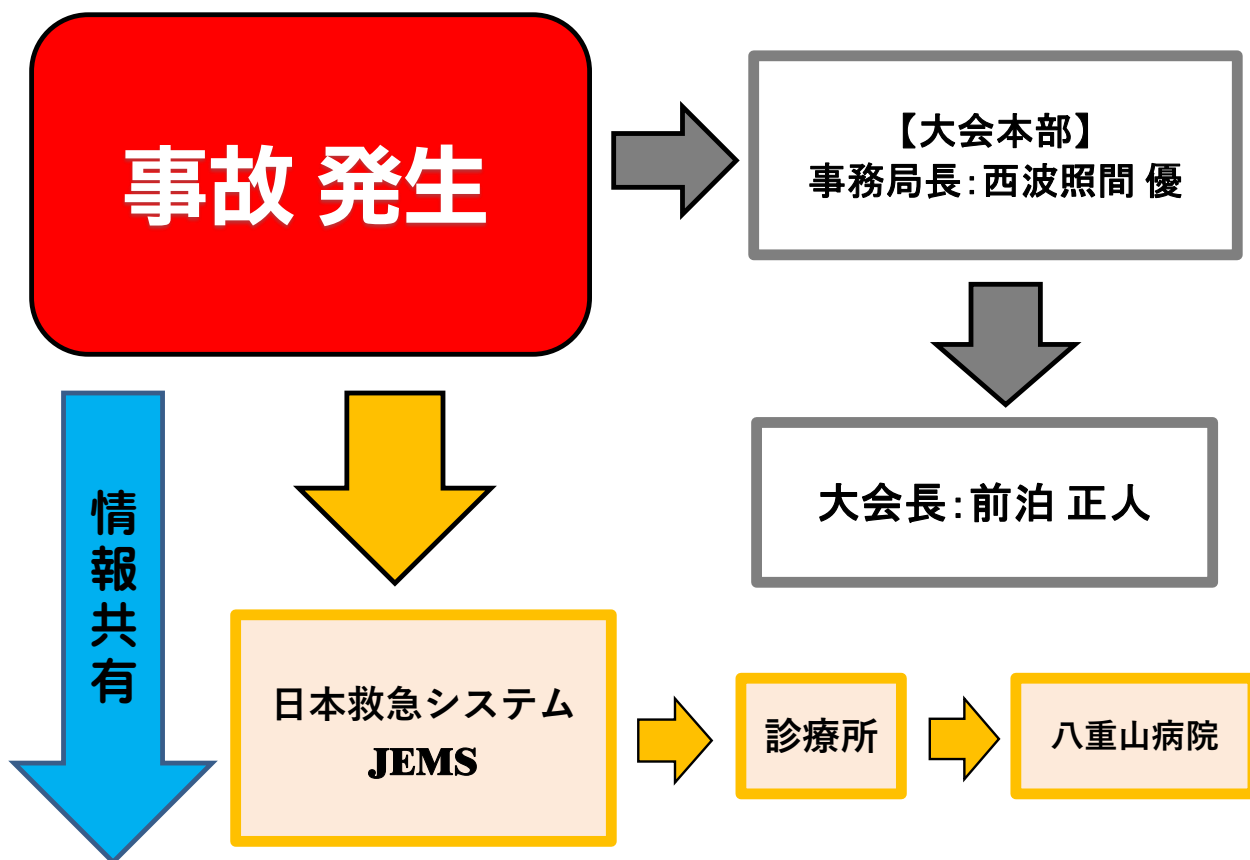 事故 発生
【大会本部】
事務局長：西波照間 優
大会長：前泊 正人
情報共有
日本救急システム
JEMS
診療所
八重山病院